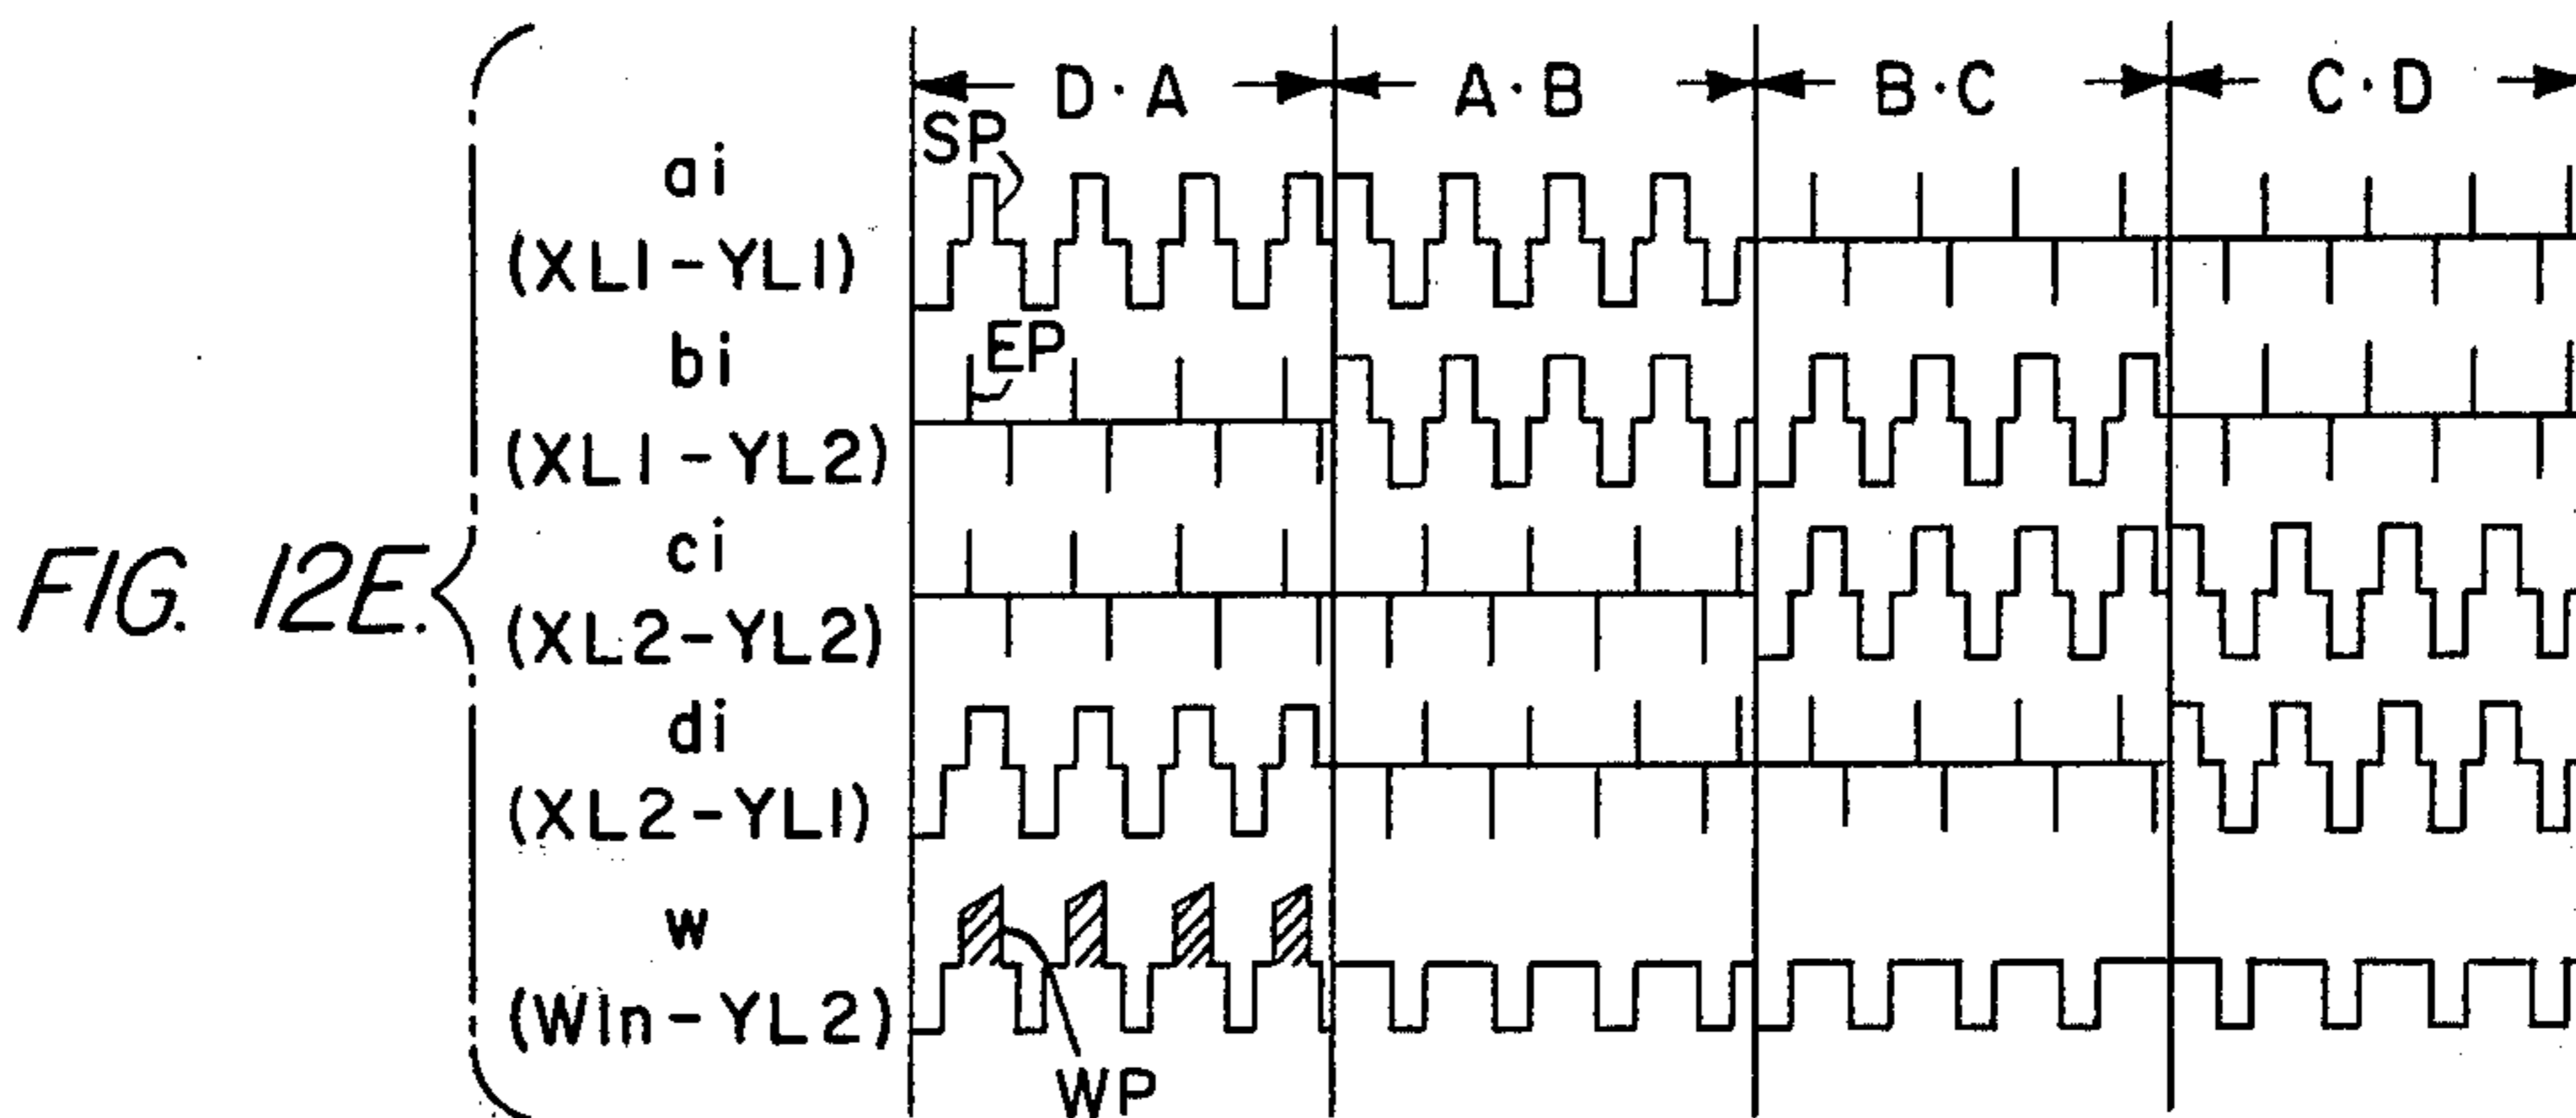 D·A A·B B·C C·D
SP
ai
(XL1-YL1)
EP
bi
(XL1-YL2)
ci
(XL2-YL2)
FIG. 12E.
di
(XL2-YL1)
w
(WIn-YL2)
WP